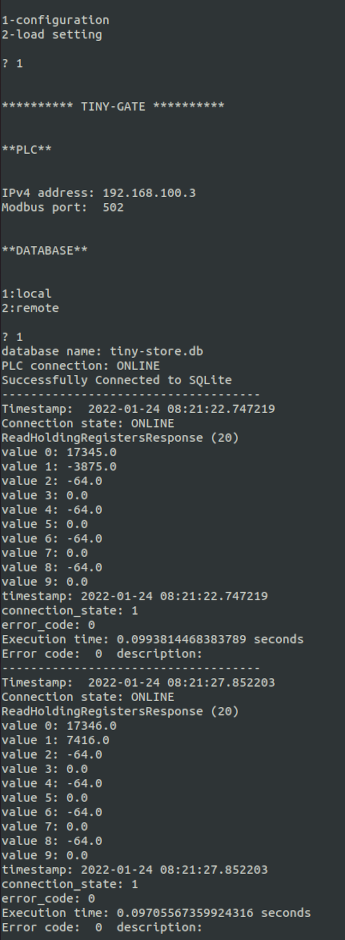 1-configuration
2-load setting
? 1
********** TINY-GATE **********
**PLC**
IPv4 address: 192.168.100.3
Modbus port:  502
**DATABASE**
1:local
2:remote
? 1
database name: tiny-store.db
PLC connection: ONLINE
Successfully Connected to SQLite
------------------------------------
Timestamp:  2022-01-24 08:21:22.747219
Connection state: ONLINE
ReadHoldingRegistersResponse (20)
value 0: 17345.0
value 1: -3875.0
value 2: -64.0
value 3: 0.0
value 4: -64.0
value 5: 0.0
value 6: -64.0
value 7: 0.0
value 8: -64.0
value 9: 0.0
timestamp: 2022-01-24 08:21:22.747219
connection_state: 1
error_code: 0
Execution time: 0.0993814468383789 seconds
Error code:  0  description:
------------------------------------
Timestamp:  2022-01-24 08:21:27.852203
Connection state: ONLINE
ReadHoldingRegistersResponse (20)
value 0: 17346.0
value 1: 7416.0
value 2: -64.0
value 3: 0.0
value 4: -64.0
value 5: 0.0
value 6: -64.0
value 7: 0.0
value 8: -64.0
value 9: 0.0
timestamp: 2022-01-24 08:21:27.852203
connection_state: 1
error_code: 0
Execution time: 0.09705567359924316 seconds
Error code:  0  description: